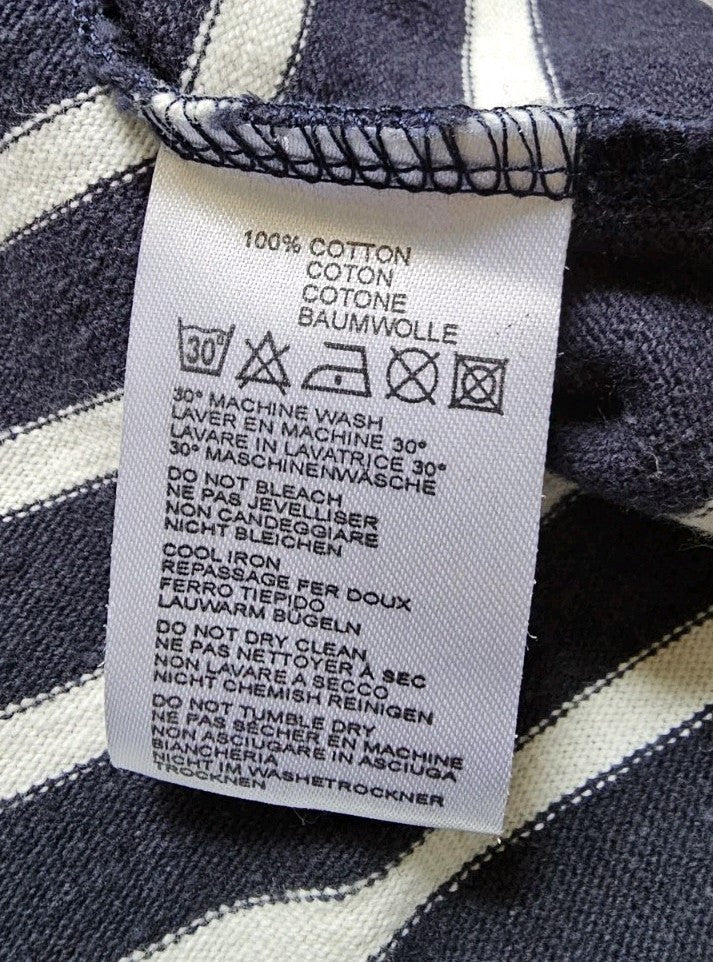 100% COTTON
COTON
COTONE
BAUMWOLLE
30°
30° MACHINE WASH
LAVER EN MACHINE 30°
LAVARE IN LAVATRICE 30°
30° MASCHINENWÄSCHE
DO NOT BLEACH
NE PAS JEVELLISER
NON CANDEGGIARE
NICHT BLEICHEN
COOL IRON
REPASSAGE FER DOUX
FERRO TIEPIDO
LAUWARM BÜGELN
DO NOT DRY CLEAN
NE PAS NETTOYER À SEC
NON LAVARE A SECCO
NICHT CHEMISH REINIGEN
DO NOT TUMBLE DRY
NE PAS SÉCHER EN MACHINE
NON ASCIUGARE IN ASCIUGA
BIANCHERIA
NICHT IM WASHETROCKNER
TROCKNEN